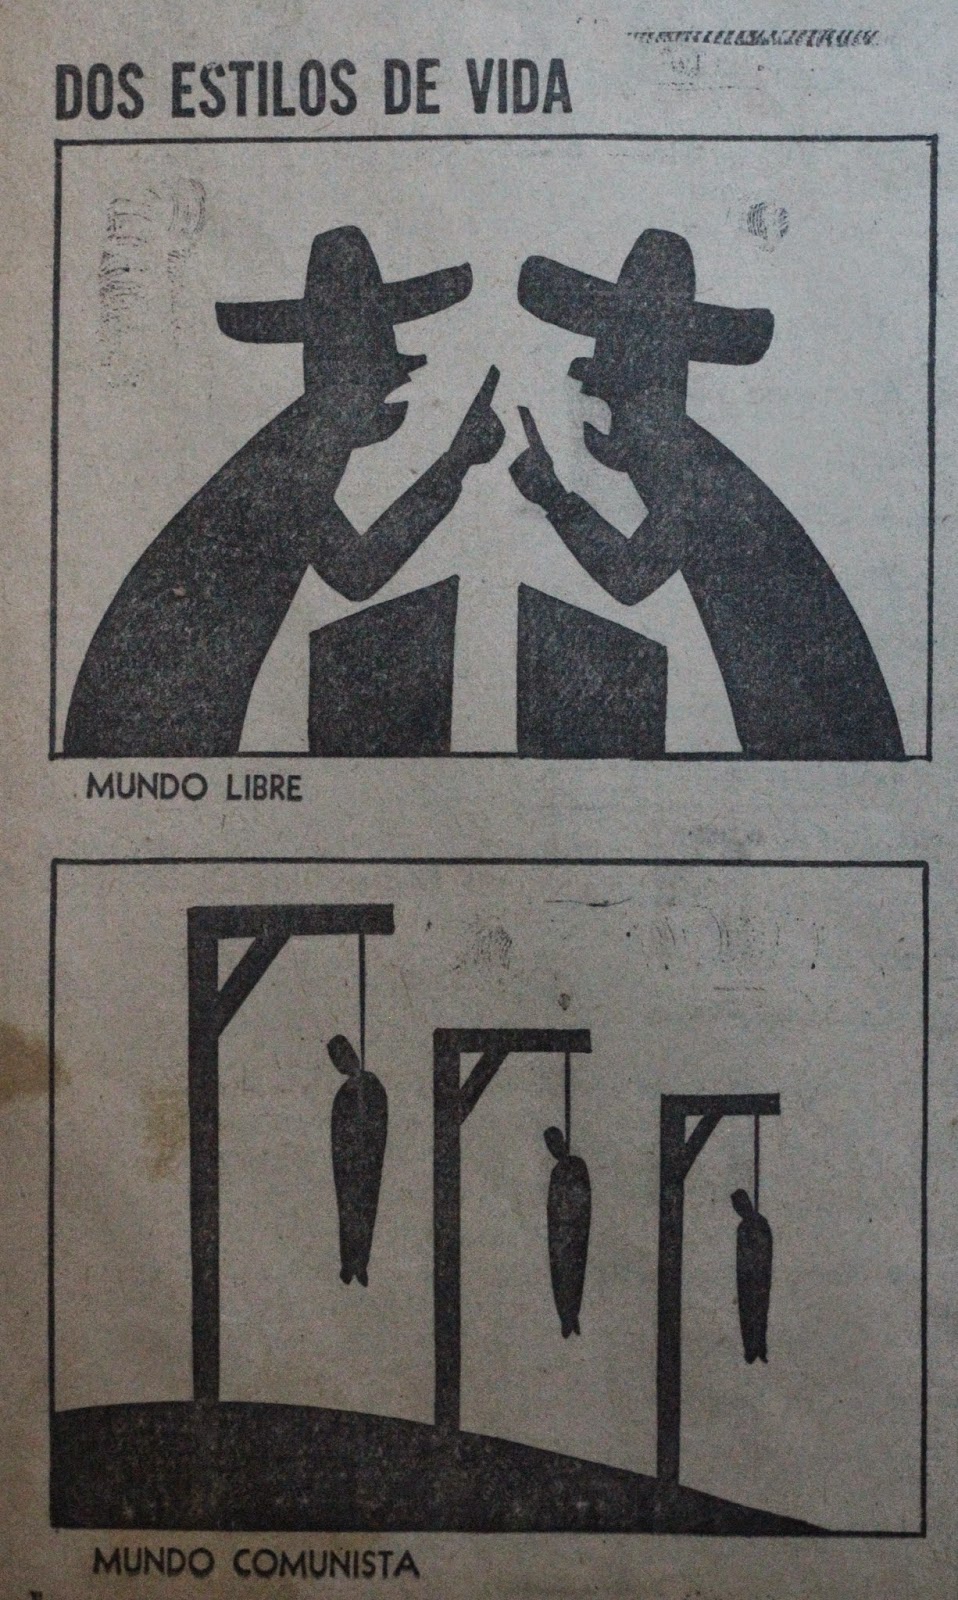 DOS ESTILOS DE VIDA
MUNDO LIBRE
MUNDO COMUNISTA